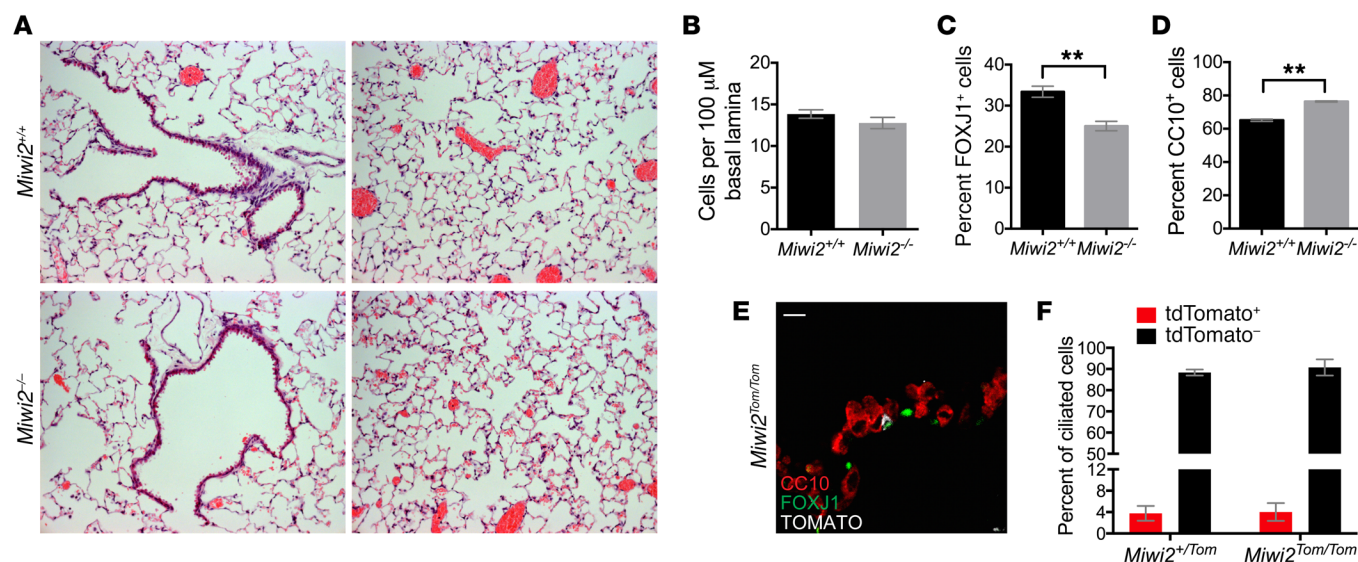 A
Miwi2+/+
Miwi2–/–
B
Cells per 100 μM
basal lamina
20
15
10
5
0
Miwi2+/+ Miwi2–/–
C
Percent FOXJ1+ cells
**
40
30
20
10
0
Miwi2+/+ Miwi2–/–
D
Percent CC10+ cells
**
100
80
60
40
20
0
Miwi2+/+ Miwi2–/–
E
Miwi2Tom/Tom
CC10
FOXJ1
TOMATO
F
tdTomato+
tdTomato–
Percent of ciliated cells
100
90
80
70
60
50
12
8
4
0
Miwi2+/Tom Miwi2Tom/Tom